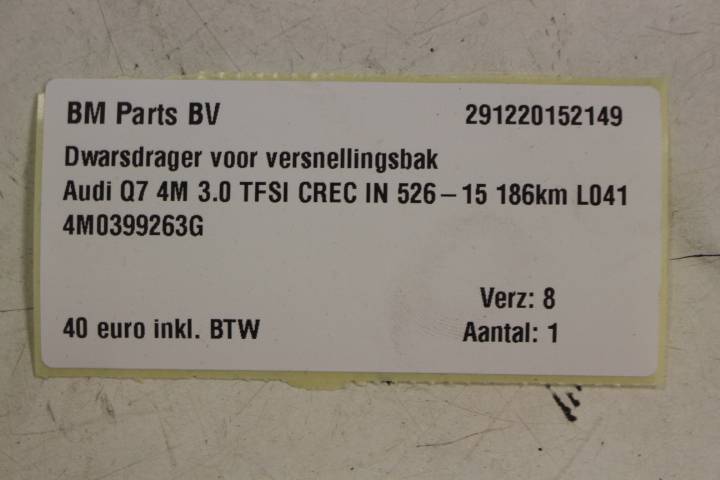 BM Parts BV 291220152149
Dwarsdrager voor versnellingsbak
Audi Q7 4M 3.0 TFSI CREC IN 526-15 186km L041
4M0399263G
Verz: 8
40 euro inkl. BTW Aantal: 1